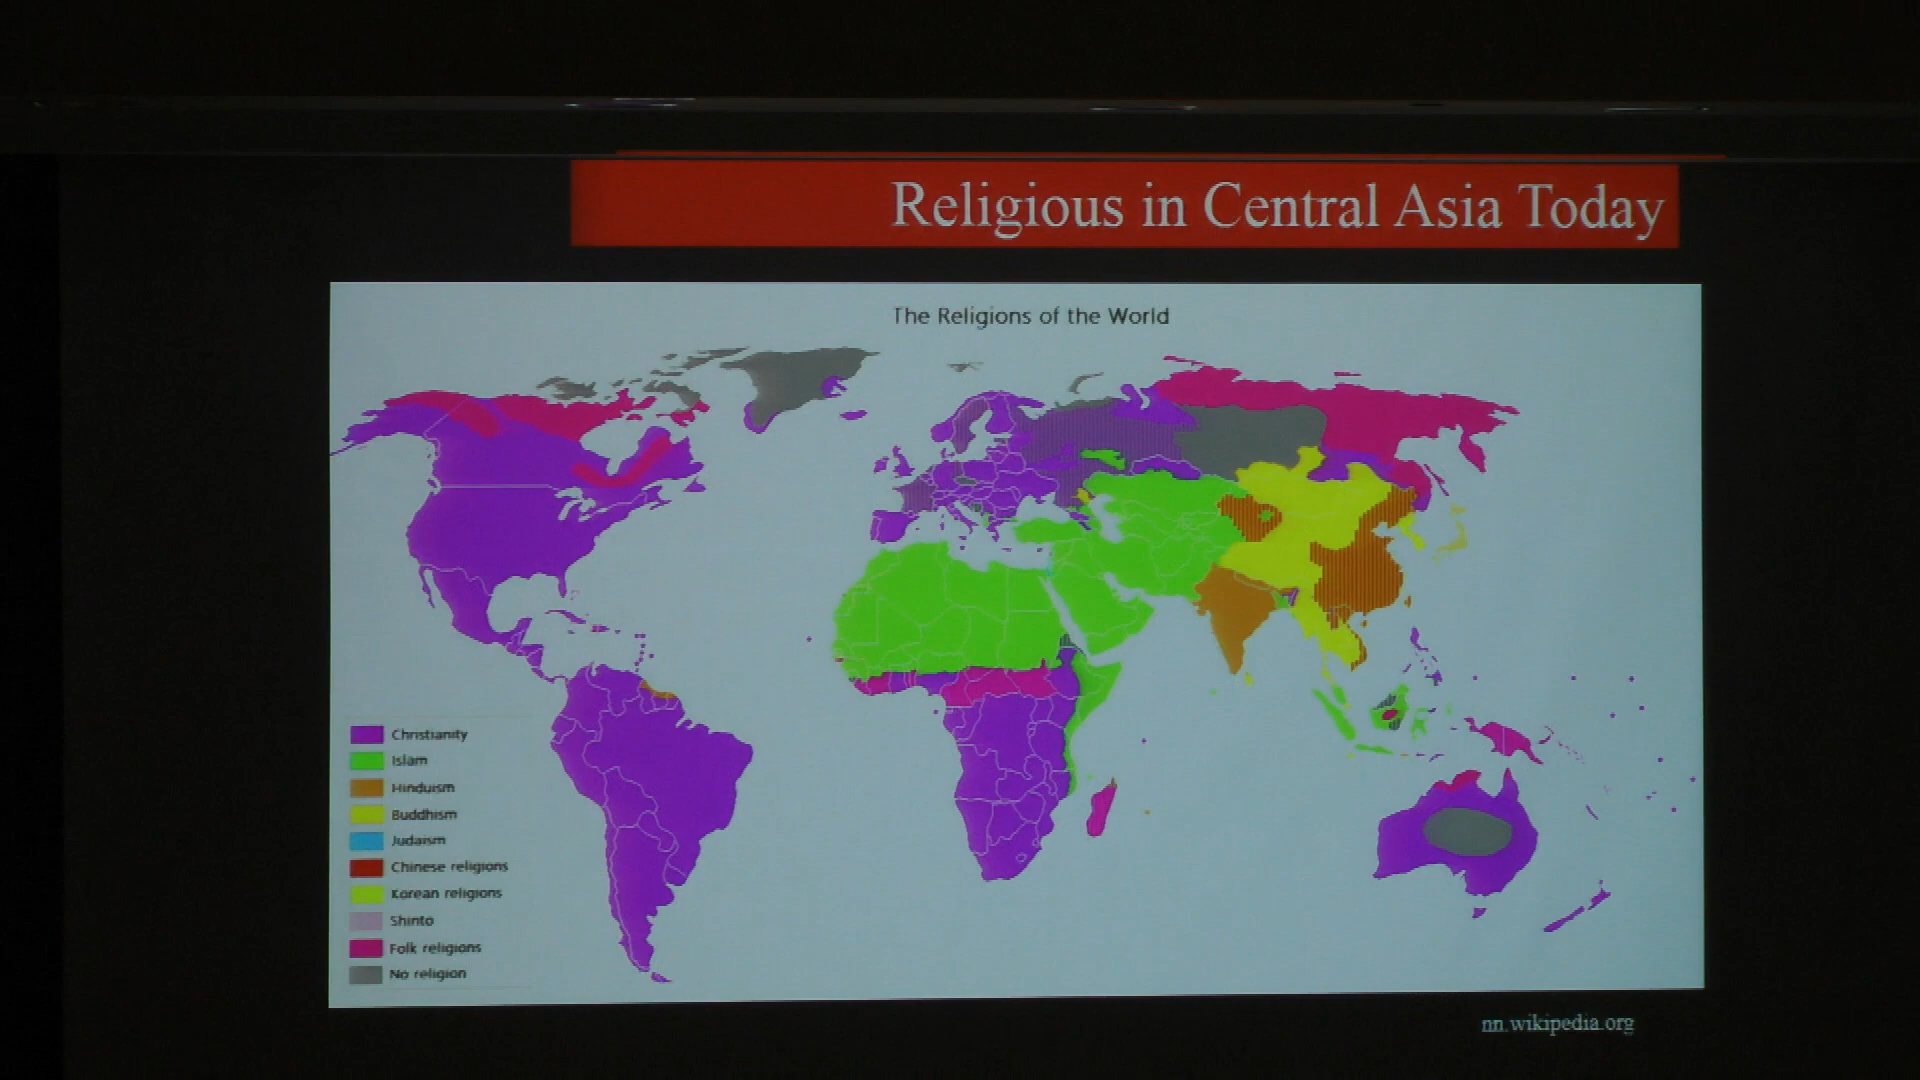 Religious in Central Asia Today
The Religions of the World
Christianity
Islam
Hinduism
Buddhism
Judaism
Chinese religions
Korean religions
Shinto
Folk religions
No religion
nn.wikipedia.org